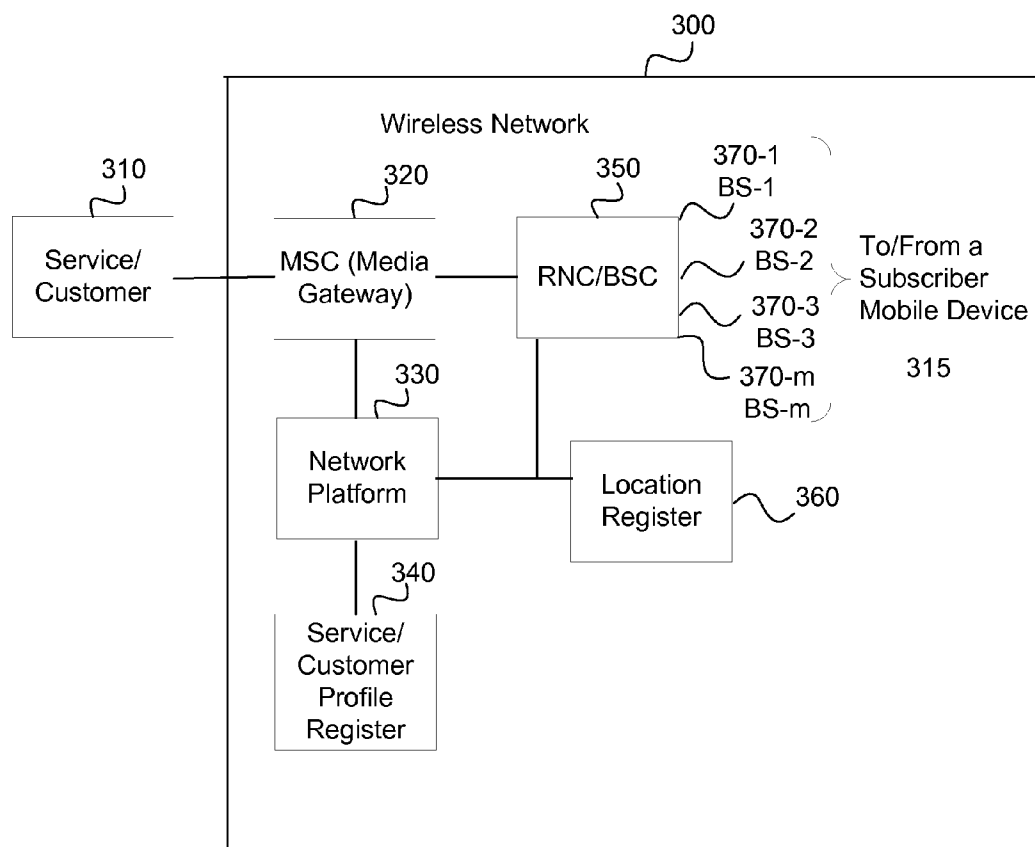 300
Wireless Network
310
320
350
370-1
BS-1
370-2
BS-2
370-3
BS-3
370-m
BS-m
Service/
Customer
MSC (Media
Gateway)
RNC/BSC
To/From a
Subscriber
Mobile Device
315
330
Network
Platform
Location
Register
360
340
Service/
Customer
Profile
Register